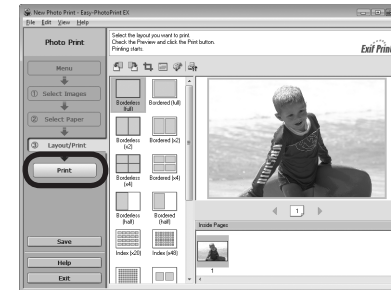 New Photo Print - Easy-PhotoPrint EX
File Edit View Help
Photo Print
Select the layout you want to print.
Check the Preview and click the Print button.
Printing starts.
Exif Print
Menu
① Select Images
② Select Paper
③ Layout/Print
Print
Save
Help
Exit
Borderless (full)
Bordered (full)
Borderless (x2)
Bordered (x2)
Borderless (x4)
Bordered (x4)
Borderless (half)
Bordered (half)
Index (x20)
Index (x48)
1
Inside Pages
1